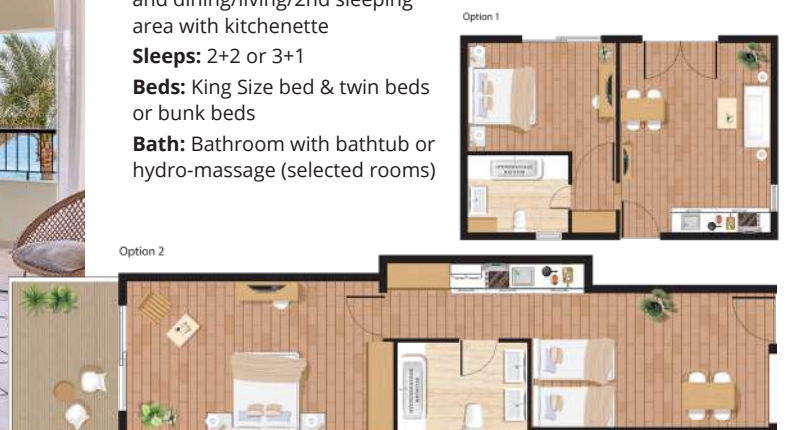 and dining/living/2nd sleeping
area with kitchenette
Sleeps: 2+2 or 3+1
Beds: King Size bed & twin beds
or bunk beds
Bath: Bathroom with bathtub or
hydro-massage (selected rooms)
Option 1
Option 2